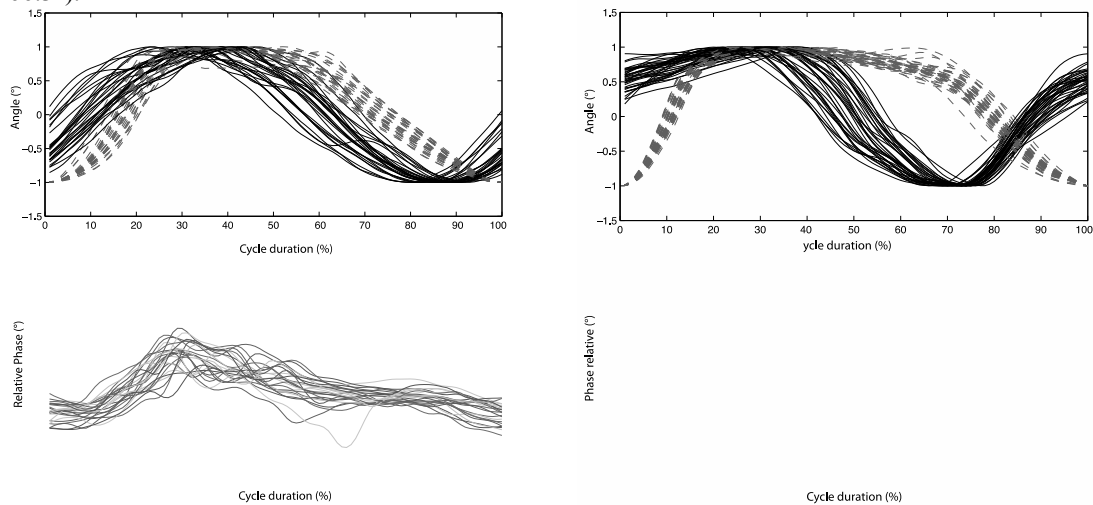 1.5
1
0.5
0
−0.5
−1
−1.5
Angle (°)
0 10 20 30 40 50 60 70 80 90 100
Cycle duration (%)
1.5
1
0.5
0
−0.5
−1
−1.5
Angle (°)
0 10 20 30 40 50 60 70 80 90 100
ycle duration (%)
Relative Phase (°)
Cycle duration (%)
Phase relative (°)
Cycle duration (%)